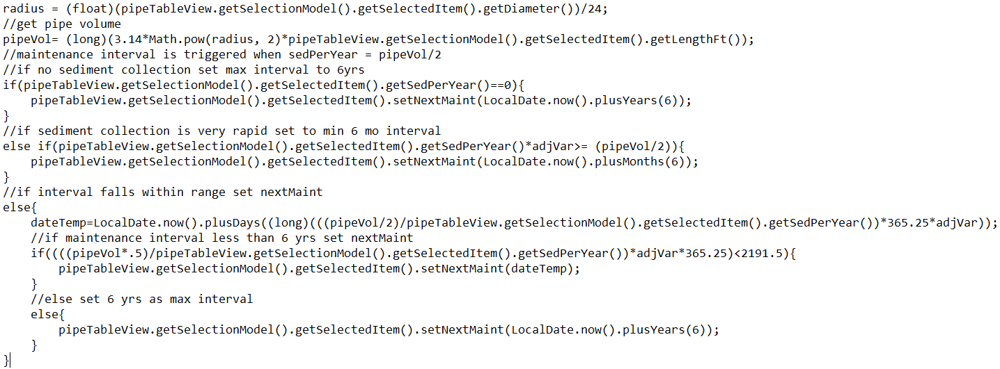 radius = (float)(pipeTableView.getSelectionModel().getSelectedItem().getDiameter())/24;
//get pipe volume
pipeVol= (long)(3.14*Math.pow(radius, 2)*pipeTableView.getSelectionModel().getSelectedItem().getLengthFt());
//maintenance interval is triggered when sedPerYear = pipeVol/2
//if no sediment collection set max interval to 6yrs
if(pipeTableView.getSelectionModel().getSelectedItem().getSedPerYear()==0){
    pipeTableView.getSelectionModel().getSelectedItem().setNextMaint(LocalDate.now().plusYears(6));
}
//if sediment collection is very rapid set to min 6 mo interval
else if(pipeTableView.getSelectionModel().getSelectedItem().getSedPerYear()*adjVar>= (pipeVol/2)){
    pipeTableView.getSelectionModel().getSelectedItem().setNextMaint(LocalDate.now().plusMonths(6));
}
//if interval falls within range set nextMaint
else{
    dateTemp=LocalDate.now().plusDays((long)(((pipeVol/2)/pipeTableView.getSelectionModel().getSelectedItem().getSedPerYear())*365.25*adjVar));
    //if maintenance interval less than 6 yrs set nextMaint
    if((((pipeVol*.5)/pipeTableView.getSelectionModel().getSelectedItem().getSedPerYear())*adjVar*365.25)<2191.5){
        pipeTableView.getSelectionModel().getSelectedItem().setNextMaint(dateTemp);
    }
    //else set 6 yrs as max interval
    else{
        pipeTableView.getSelectionModel().getSelectedItem().setNextMaint(LocalDate.now().plusYears(6));
    }
}